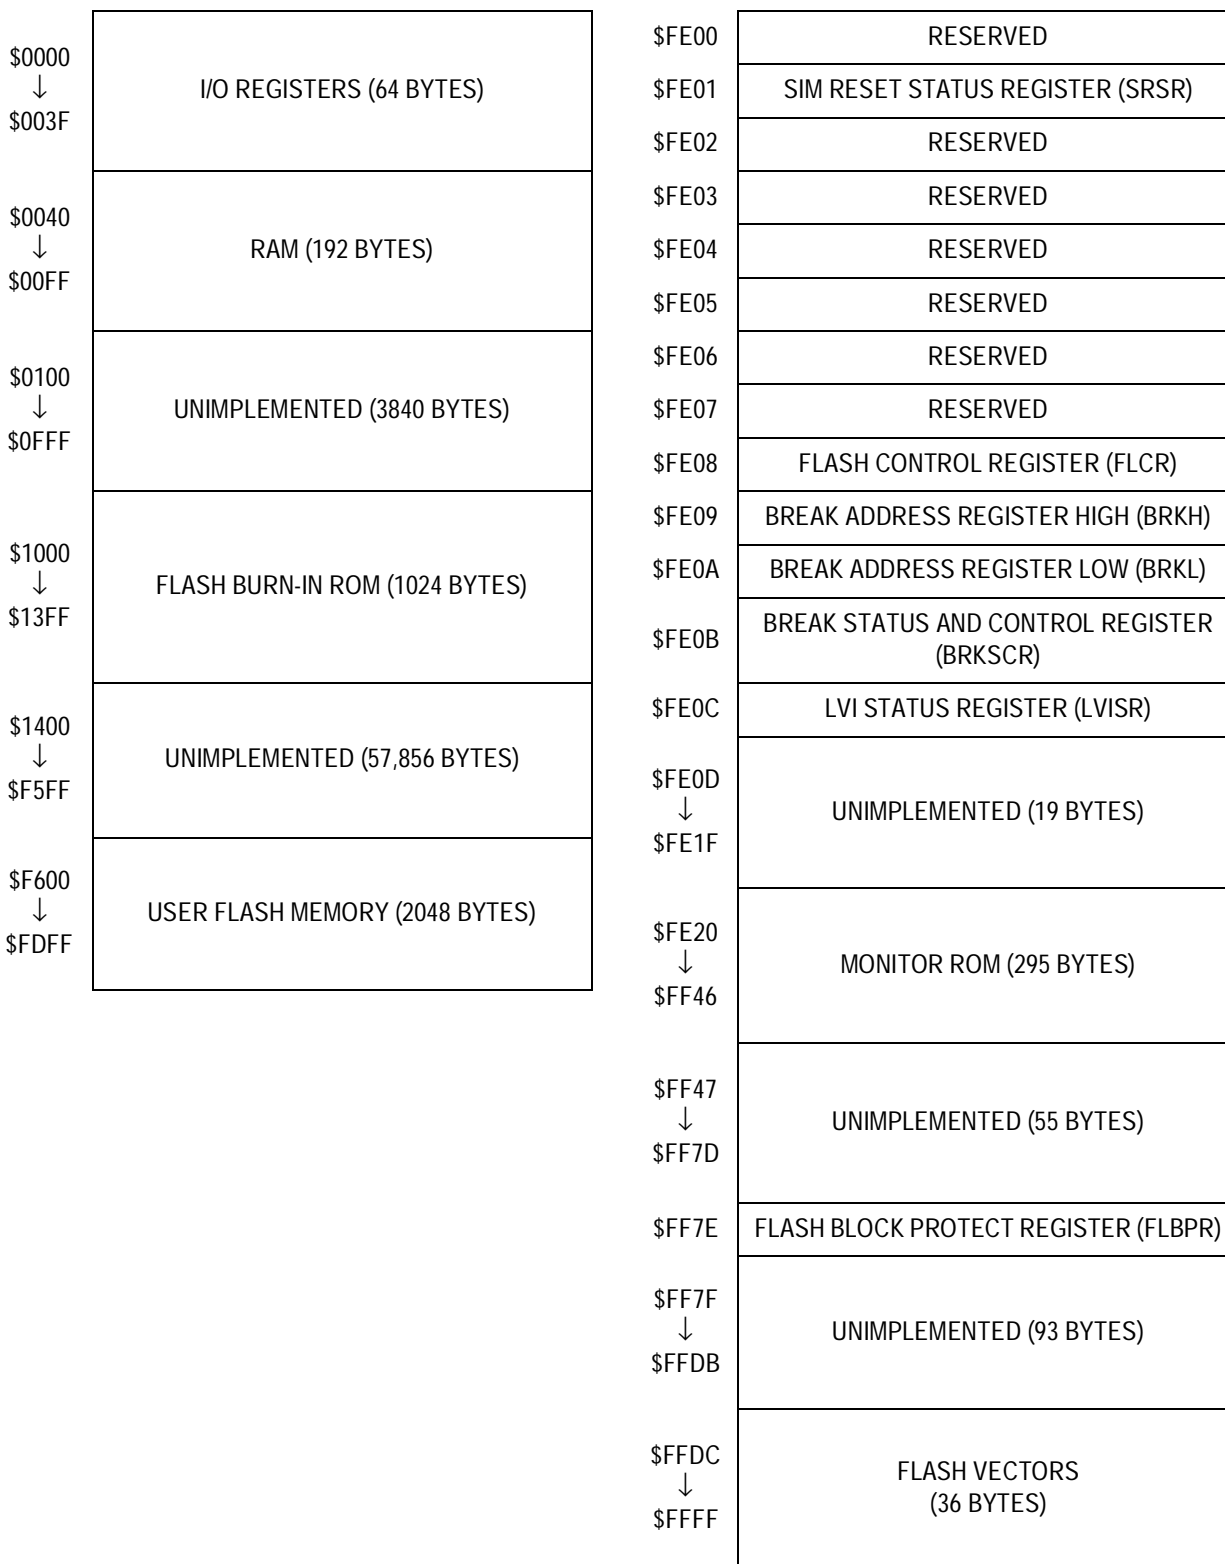 $0000
↓
$003F
I/O REGISTERS (64 BYTES)
$0040
↓
$00FF
RAM (192 BYTES)
$0100
↓
$0FFF
UNIMPLEMENTED (3840 BYTES)
$1000
↓
$13FF
FLASH BURN-IN ROM (1024 BYTES)
$1400
↓
$F5FF
UNIMPLEMENTED (57,856 BYTES)
$F600
↓
$FDFF
USER FLASH MEMORY (2048 BYTES)
$FE00 RESERVED
$FE01 SIM RESET STATUS REGISTER (SRSR)
$FE02 RESERVED
$FE03 RESERVED
$FE04 RESERVED
$FE05 RESERVED
$FE06 RESERVED
$FE07 RESERVED
$FE08 FLASH CONTROL REGISTER (FLCR)
$FE09 BREAK ADDRESS REGISTER HIGH (BRKH)
$FE0A BREAK ADDRESS REGISTER LOW (BRKL)
$FE0B BREAK STATUS AND CONTROL REGISTER
(BRKSCR)
$FE0C LVI STATUS REGISTER (LVISR)
$FE0D
↓
$FE1F
UNIMPLEMENTED (19 BYTES)
$FE20
↓
$FF46
MONITOR ROM (295 BYTES)
$FF47
↓
$FF7D
UNIMPLEMENTED (55 BYTES)
$FF7E FLASH BLOCK PROTECT REGISTER (FLBPR)
$FF7F
↓
$FFDB
UNIMPLEMENTED (93 BYTES)
$FFDC
↓
$FFFF
FLASH VECTORS
(36 BYTES)